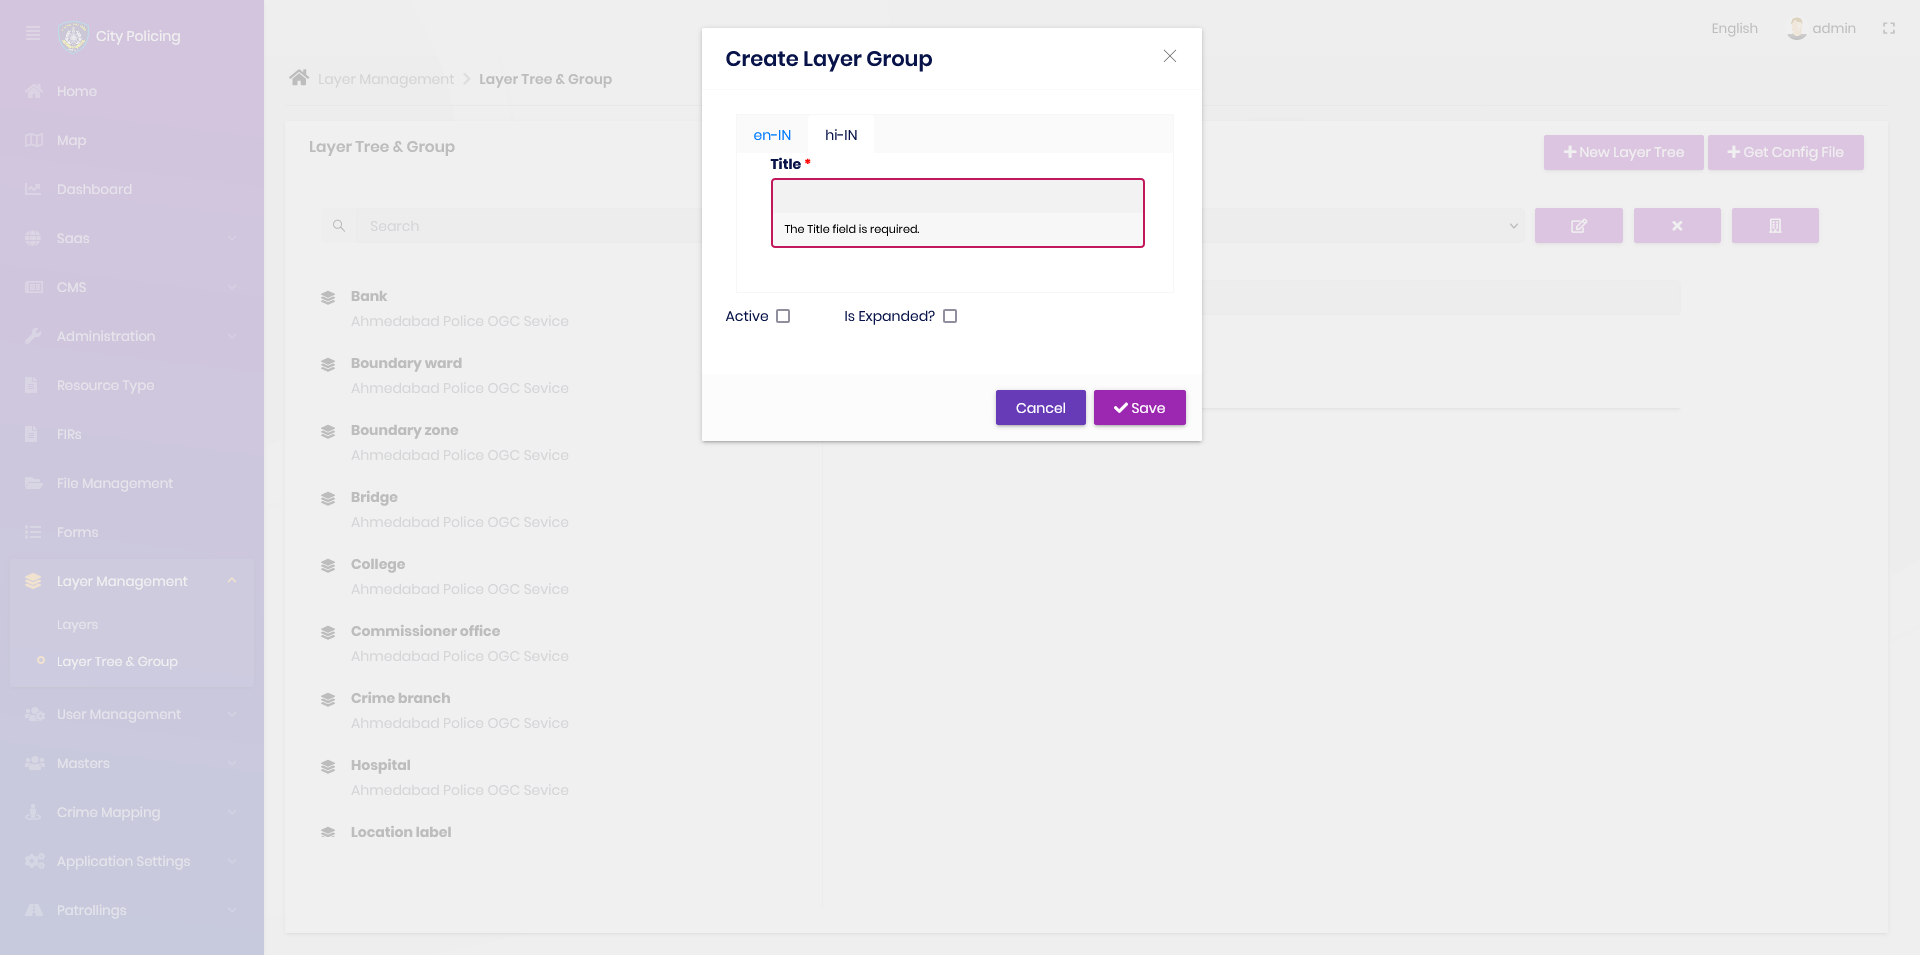 City Policing
English
admin
Home
Map
Dashboard
Saas
CMS
Administration
Resource Type
FIRs
File Management
Forms
Layer Management
Layers
Layer Tree & Group
User Management
Masters
Crime Mapping
Application Settings
Patrollings
Layer Management > Layer Tree & Group
Layer Tree & Group
New Layer Tree
Get Config File
Search
Bank
Ahmedabad Police OGC Sevice
Boundary ward
Ahmedabad Police OGC Sevice
Boundary zone
Ahmedabad Police OGC Sevice
Bridge
Ahmedabad Police OGC Sevice
College
Ahmedabad Police OGC Sevice
Commissioner office
Ahmedabad Police OGC Sevice
Crime branch
Ahmedabad Police OGC Sevice
Hospital
Ahmedabad Police OGC Sevice
Location label
Create Layer Group
en-IN hi-IN
Title *
The Title field is required.
Active Is Expanded?
Cancel Save